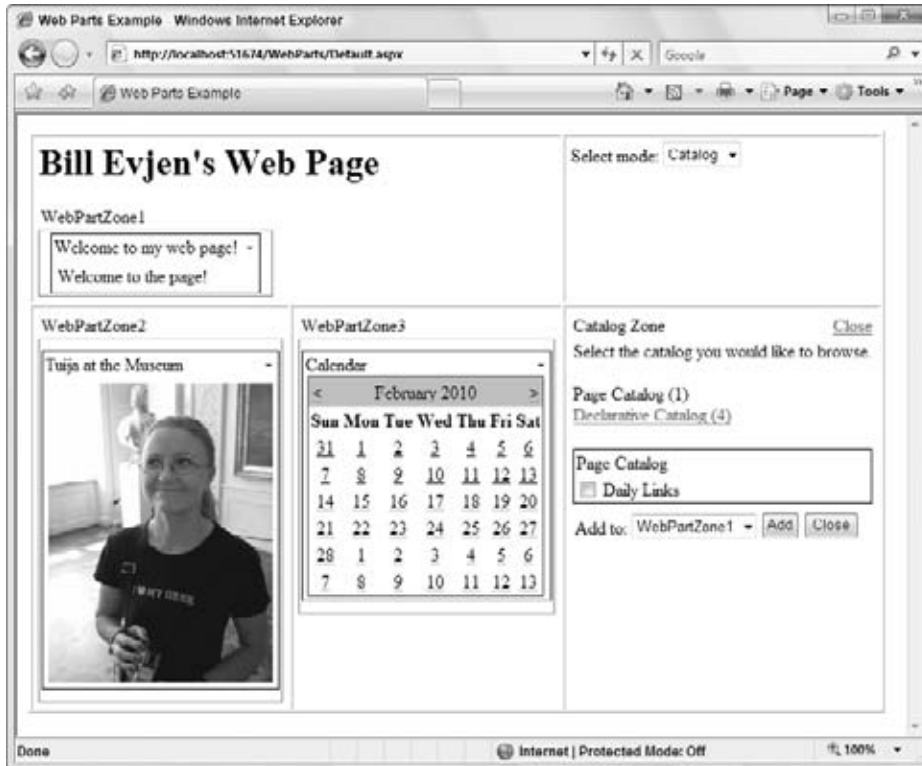 Web Parts Example Windows Internet Explorer
http://localhost:51674/WebParts/Default.aspx
Google
Web Parts Example
Page
Tools
Bill Evjen's Web Page
Select mode: Catalog
WebPartZone1
Welcome to my web page!
Welcome to the page!
WebPartZone2
Tuija at the Museum
WebPartZone3
Calendar
< February 2010 >
Sun Mon Tue Wed Thu Fri Sat
31 1 2 3 4 5 6
7 8 9 10 11 12 13
14 15 16 17 18 19 20
21 22 23 24 25 26 27
28 1 2 3 4 5 6
7 8 9 10 11 12 13
Catalog Zone Close
Select the catalog you would like to browse.
Page Catalog (1)
Declarative Catalog (4)
Page Catalog
Daily Links
Add to: WebPartZone1 Add Close
Done
Internet | Protected Mode: Off
100%